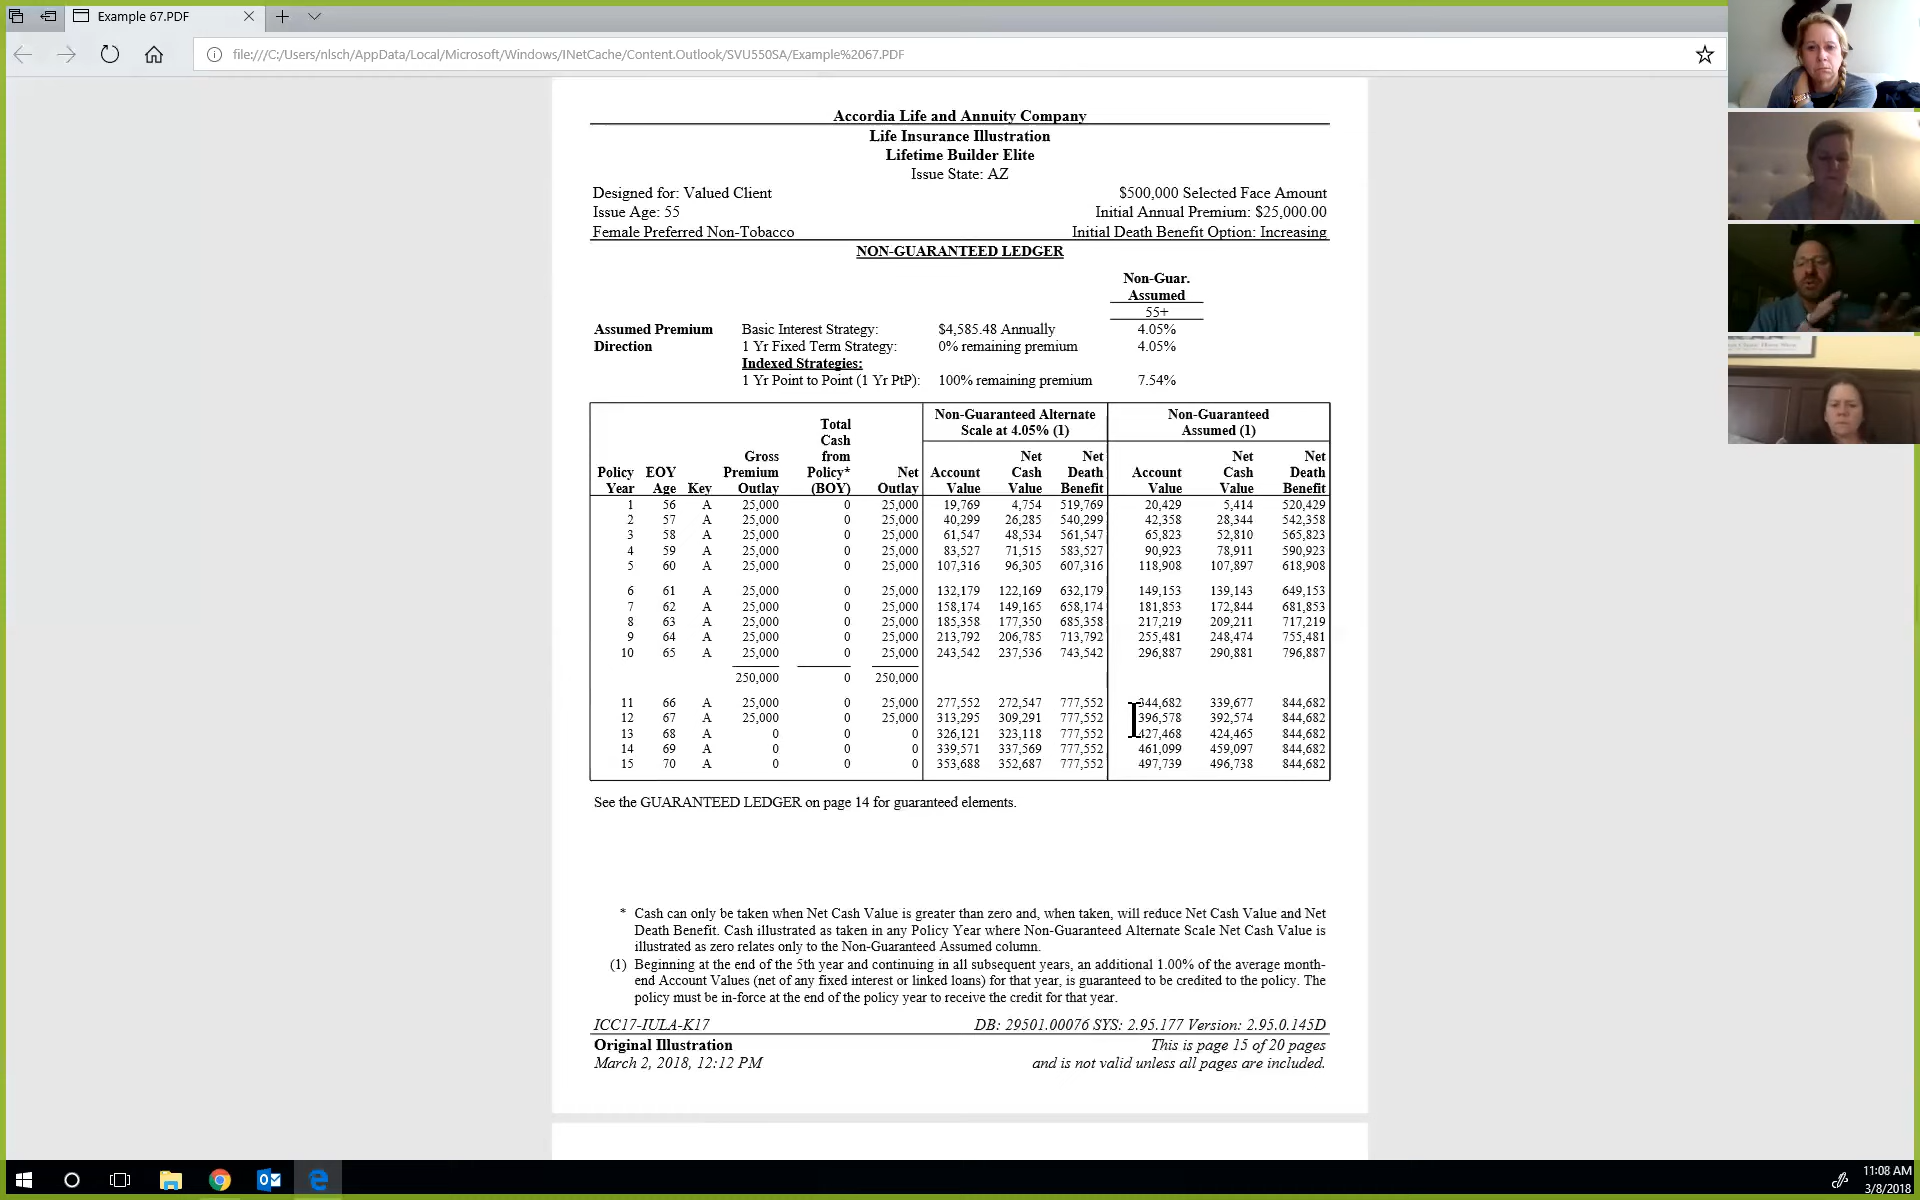 Example 67.PDF
file:///C:/Users/nlsch/AppData/Local/Microsoft/Windows/INetCache/Content.Outlook/SVU550SA/Example%2067.PDF
Accordia Life and Annuity Company
Life Insurance Illustration
Lifetime Builder Elite
Issue State: AZ
Designed for: Valued Client $500,000 Selected Face Amount
Issue Age: 55 Initial Annual Premium: $25,000.00
Female Preferred Non-Tobacco Initial Death Benefit Option: Increasing
NON-GUARANTEED LEDGER
Non-Guar.
Assumed
55+
Assumed Premium Basic Interest Strategy: $4,585.48 Annually 4.05%
Direction 1 Yr Fixed Term Strategy: 0% remaining premium 4.05%
Indexed Strategies:
1 Yr Point to Point (1 Yr PtP): 100% remaining premium 7.54%
Non-Guaranteed Alternate Non-Guaranteed
Scale at 4.05% (1) Assumed (1)
Total
Cash
Gross from Net Net Net Net
Policy EOY Premium Policy* Net Account Cash Death Account Cash Death
Year Age Key Outlay (BOY) Outlay Value Value Benefit Value Value Benefit
1 56 A 25,000 0 25,000 19,769 4,754 519,769 20,429 5,414 520,429
2 57 A 25,000 0 25,000 40,299 26,285 540,299 42,358 28,344 542,358
3 58 A 25,000 0 25,000 61,547 48,534 561,547 65,823 52,810 565,823
4 59 A 25,000 0 25,000 83,527 71,515 583,527 90,923 78,911 590,923
5 60 A 25,000 0 25,000 107,316 96,305 607,316 118,908 107,897 618,908
6 61 A 25,000 0 25,000 132,179 122,169 632,179 149,153 139,143 649,153
7 62 A 25,000 0 25,000 158,174 149,165 658,174 181,853 172,844 681,853
8 63 A 25,000 0 25,000 185,358 177,350 685,358 217,219 209,211 717,219
9 64 A 25,000 0 25,000 213,792 206,785 713,792 255,481 248,474 755,481
10 65 A 25,000 0 25,000 243,542 237,536 743,542 296,887 290,881 796,887
250,000 0 250,000
11 66 A 25,000 0 25,000 277,552 272,547 777,552 344,682 339,677 844,682
12 67 A 25,000 0 25,000 313,295 309,291 777,552 396,578 392,574 844,682
13 68 A 0 0 0 326,121 323,118 777,552 427,468 424,465 844,682
14 69 A 0 0 0 339,571 337,569 777,552 461,099 459,097 844,682
15 70 A 0 0 0 353,688 352,687 777,552 497,739 496,738 844,682
See the GUARANTEED LEDGER on page 14 for guaranteed elements.
* Cash can only be taken when Net Cash Value is greater than zero and, when taken, will reduce Net Cash Value and Net
Death Benefit. Cash illustrated as taken in any Policy Year where Non-Guaranteed Alternate Scale Net Cash Value is
illustrated as zero relates only to the Non-Guaranteed Assumed column.
(1) Beginning at the end of the 5th year and continuing in all subsequent years, an additional 1.00% of the average month-
end Account Values (net of any fixed interest or linked loans) for that year, is guaranteed to be credited to the policy. The
policy must be in-force at the end of the policy year to receive the credit for that year.
ICC17-IULA-K17 DB: 29501.00076 SYS: 2.95.177 Version: 2.95.0.145D
Original Illustration This is page 15 of 20 pages
March 2, 2018, 12:12 PM and is not valid unless all pages are included.
11:08 AM
3/8/2018